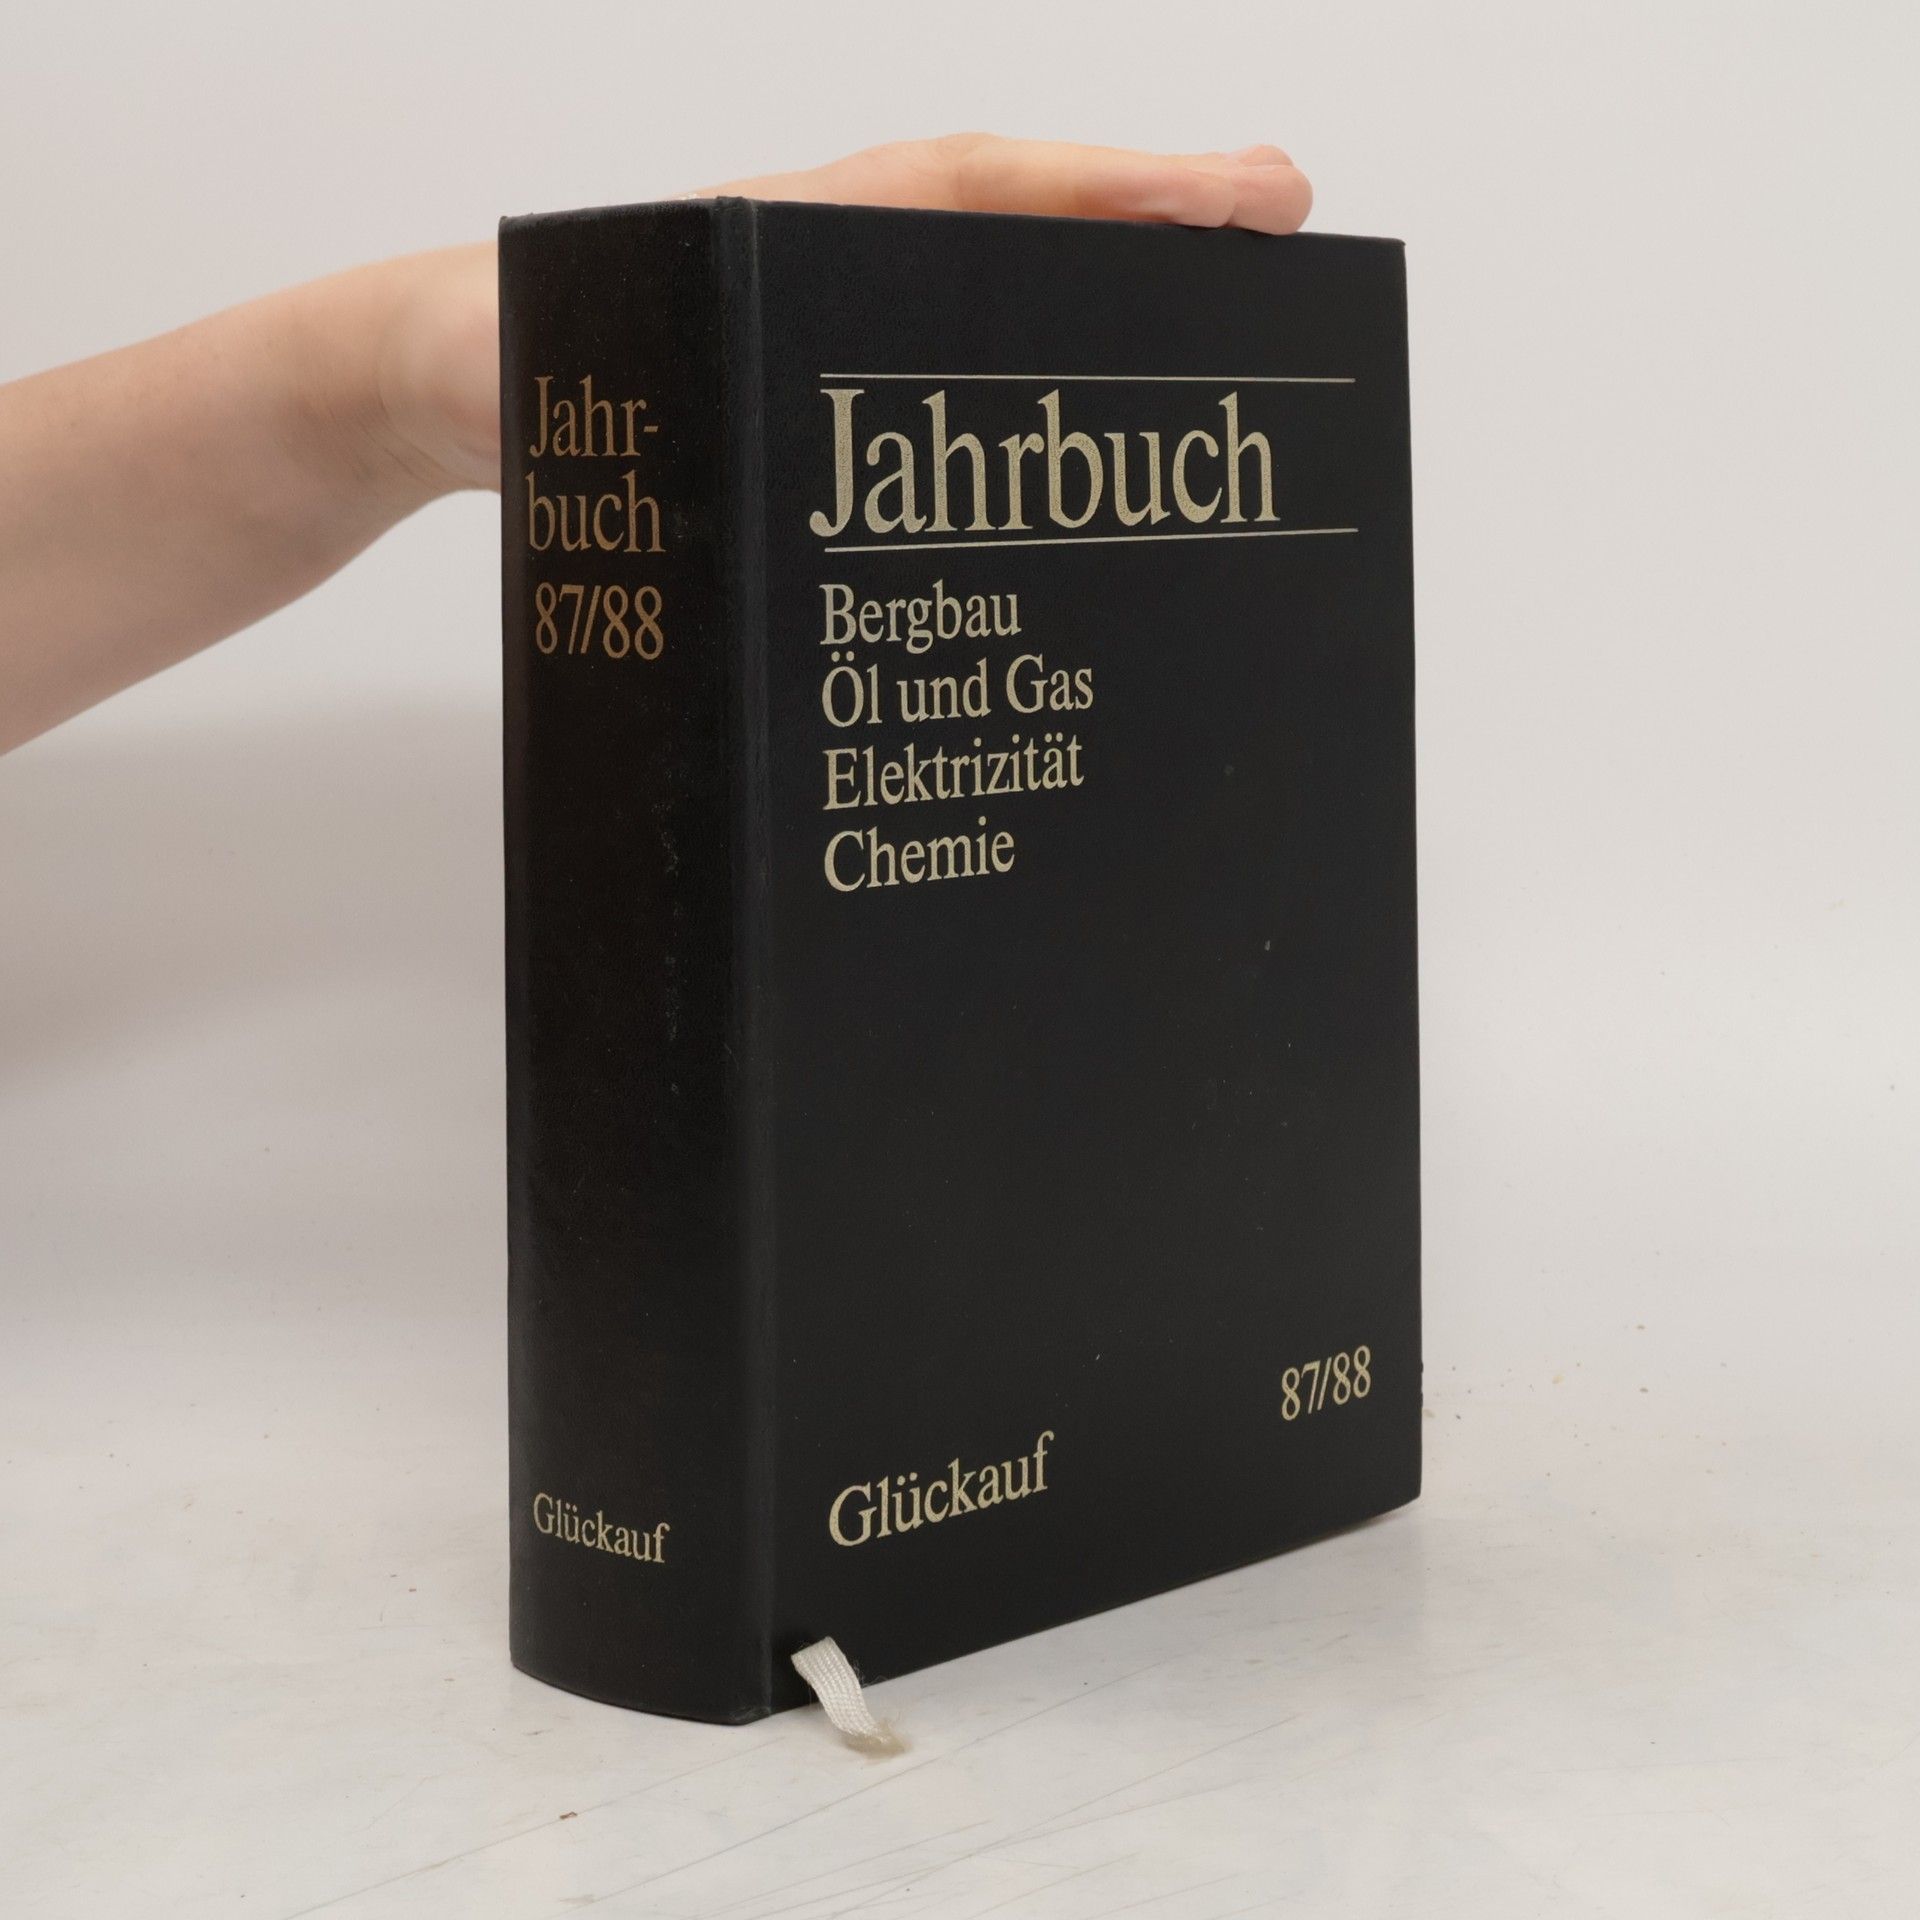 Jahr-
buch
87/88
Glückauf
Jahrbuch
Bergbau
Öl und Gas
Elektrizität
Chemie
87/88
Glückauf